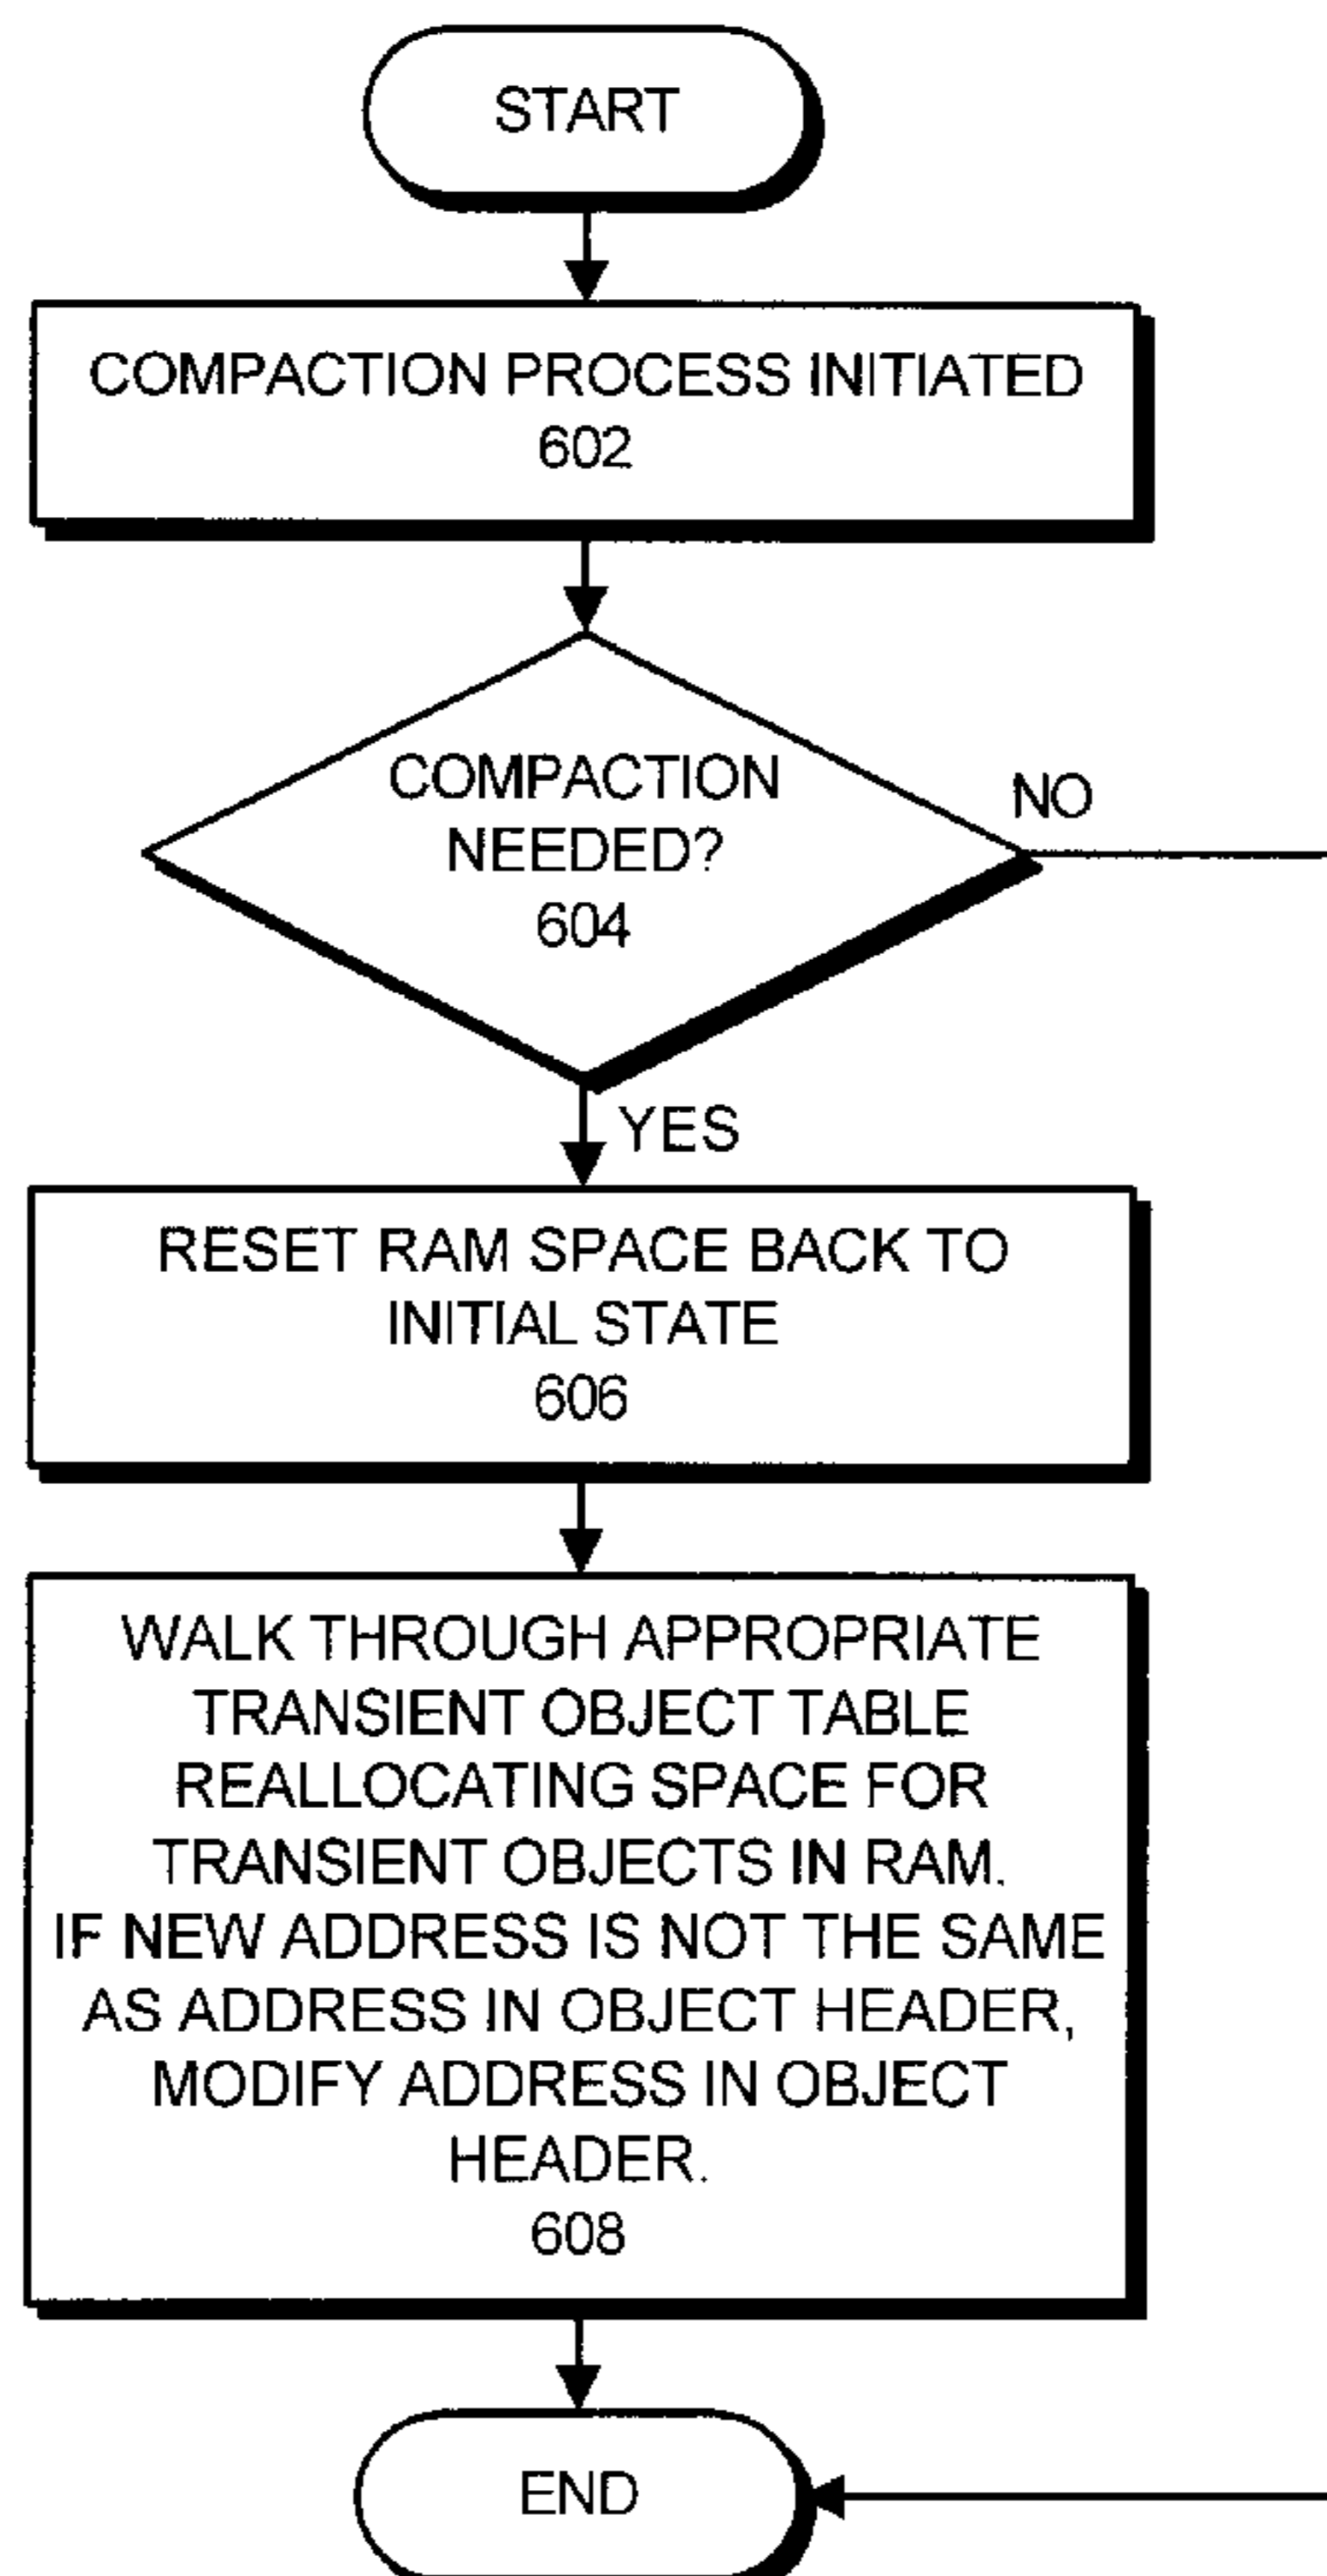 START
COMPACTION PROCESS INITIATED
602
COMPACTION
NEEDED?
604
NO
YES
RESET RAM SPACE BACK TO
INITIAL STATE
606
WALK THROUGH APPROPRIATE
TRANSIENT OBJECT TABLE
REALLOCATING SPACE FOR
TRANSIENT OBJECTS IN RAM.
IF NEW ADDRESS IS NOT THE SAME
AS ADDRESS IN OBJECT HEADER,
MODIFY ADDRESS IN OBJECT
HEADER.
608
END